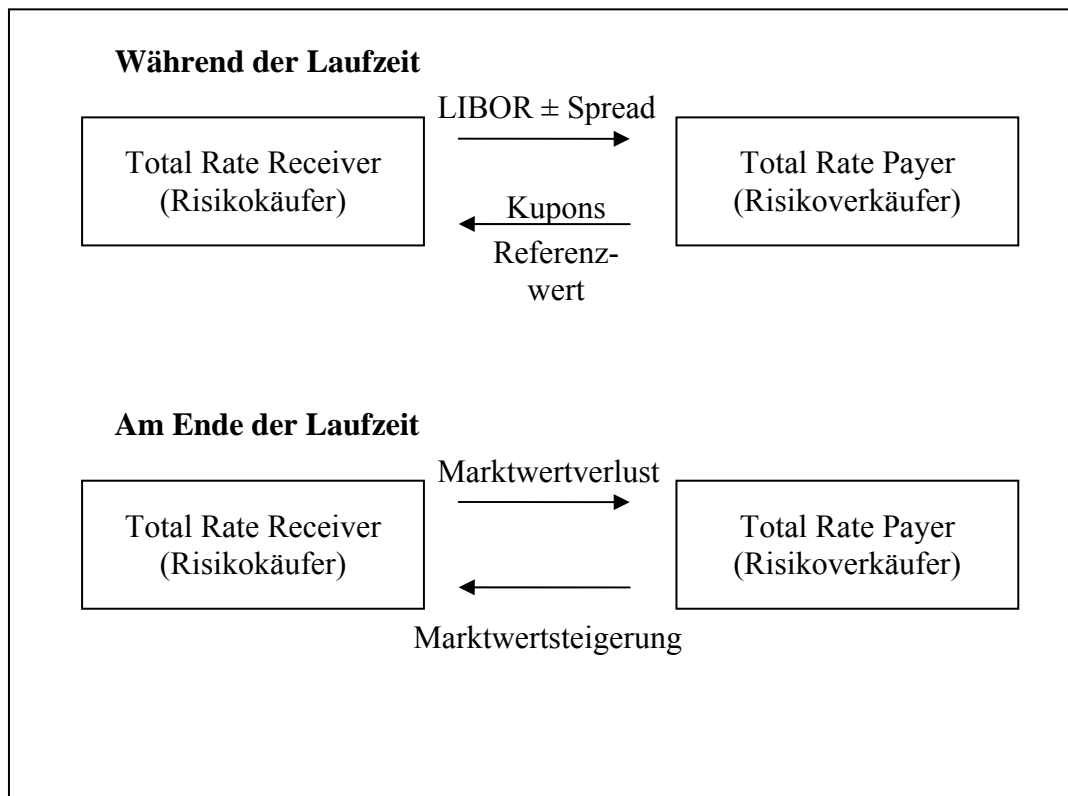 Während der Laufzeit
LIBOR ± Spread
Total Rate Receiver
(Risikokäufer)
Total Rate Payer
(Risikoverkäufer)
Kupons
Referenz-
wert
Am Ende der Laufzeit
Marktwertverlust
Total Rate Receiver
(Risikokäufer)
Total Rate Payer
(Risikoverkäufer)
Marktwertsteigerung